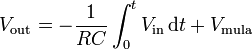 V_out = − 1/RC ∫_0^t V_in dt + V_mula